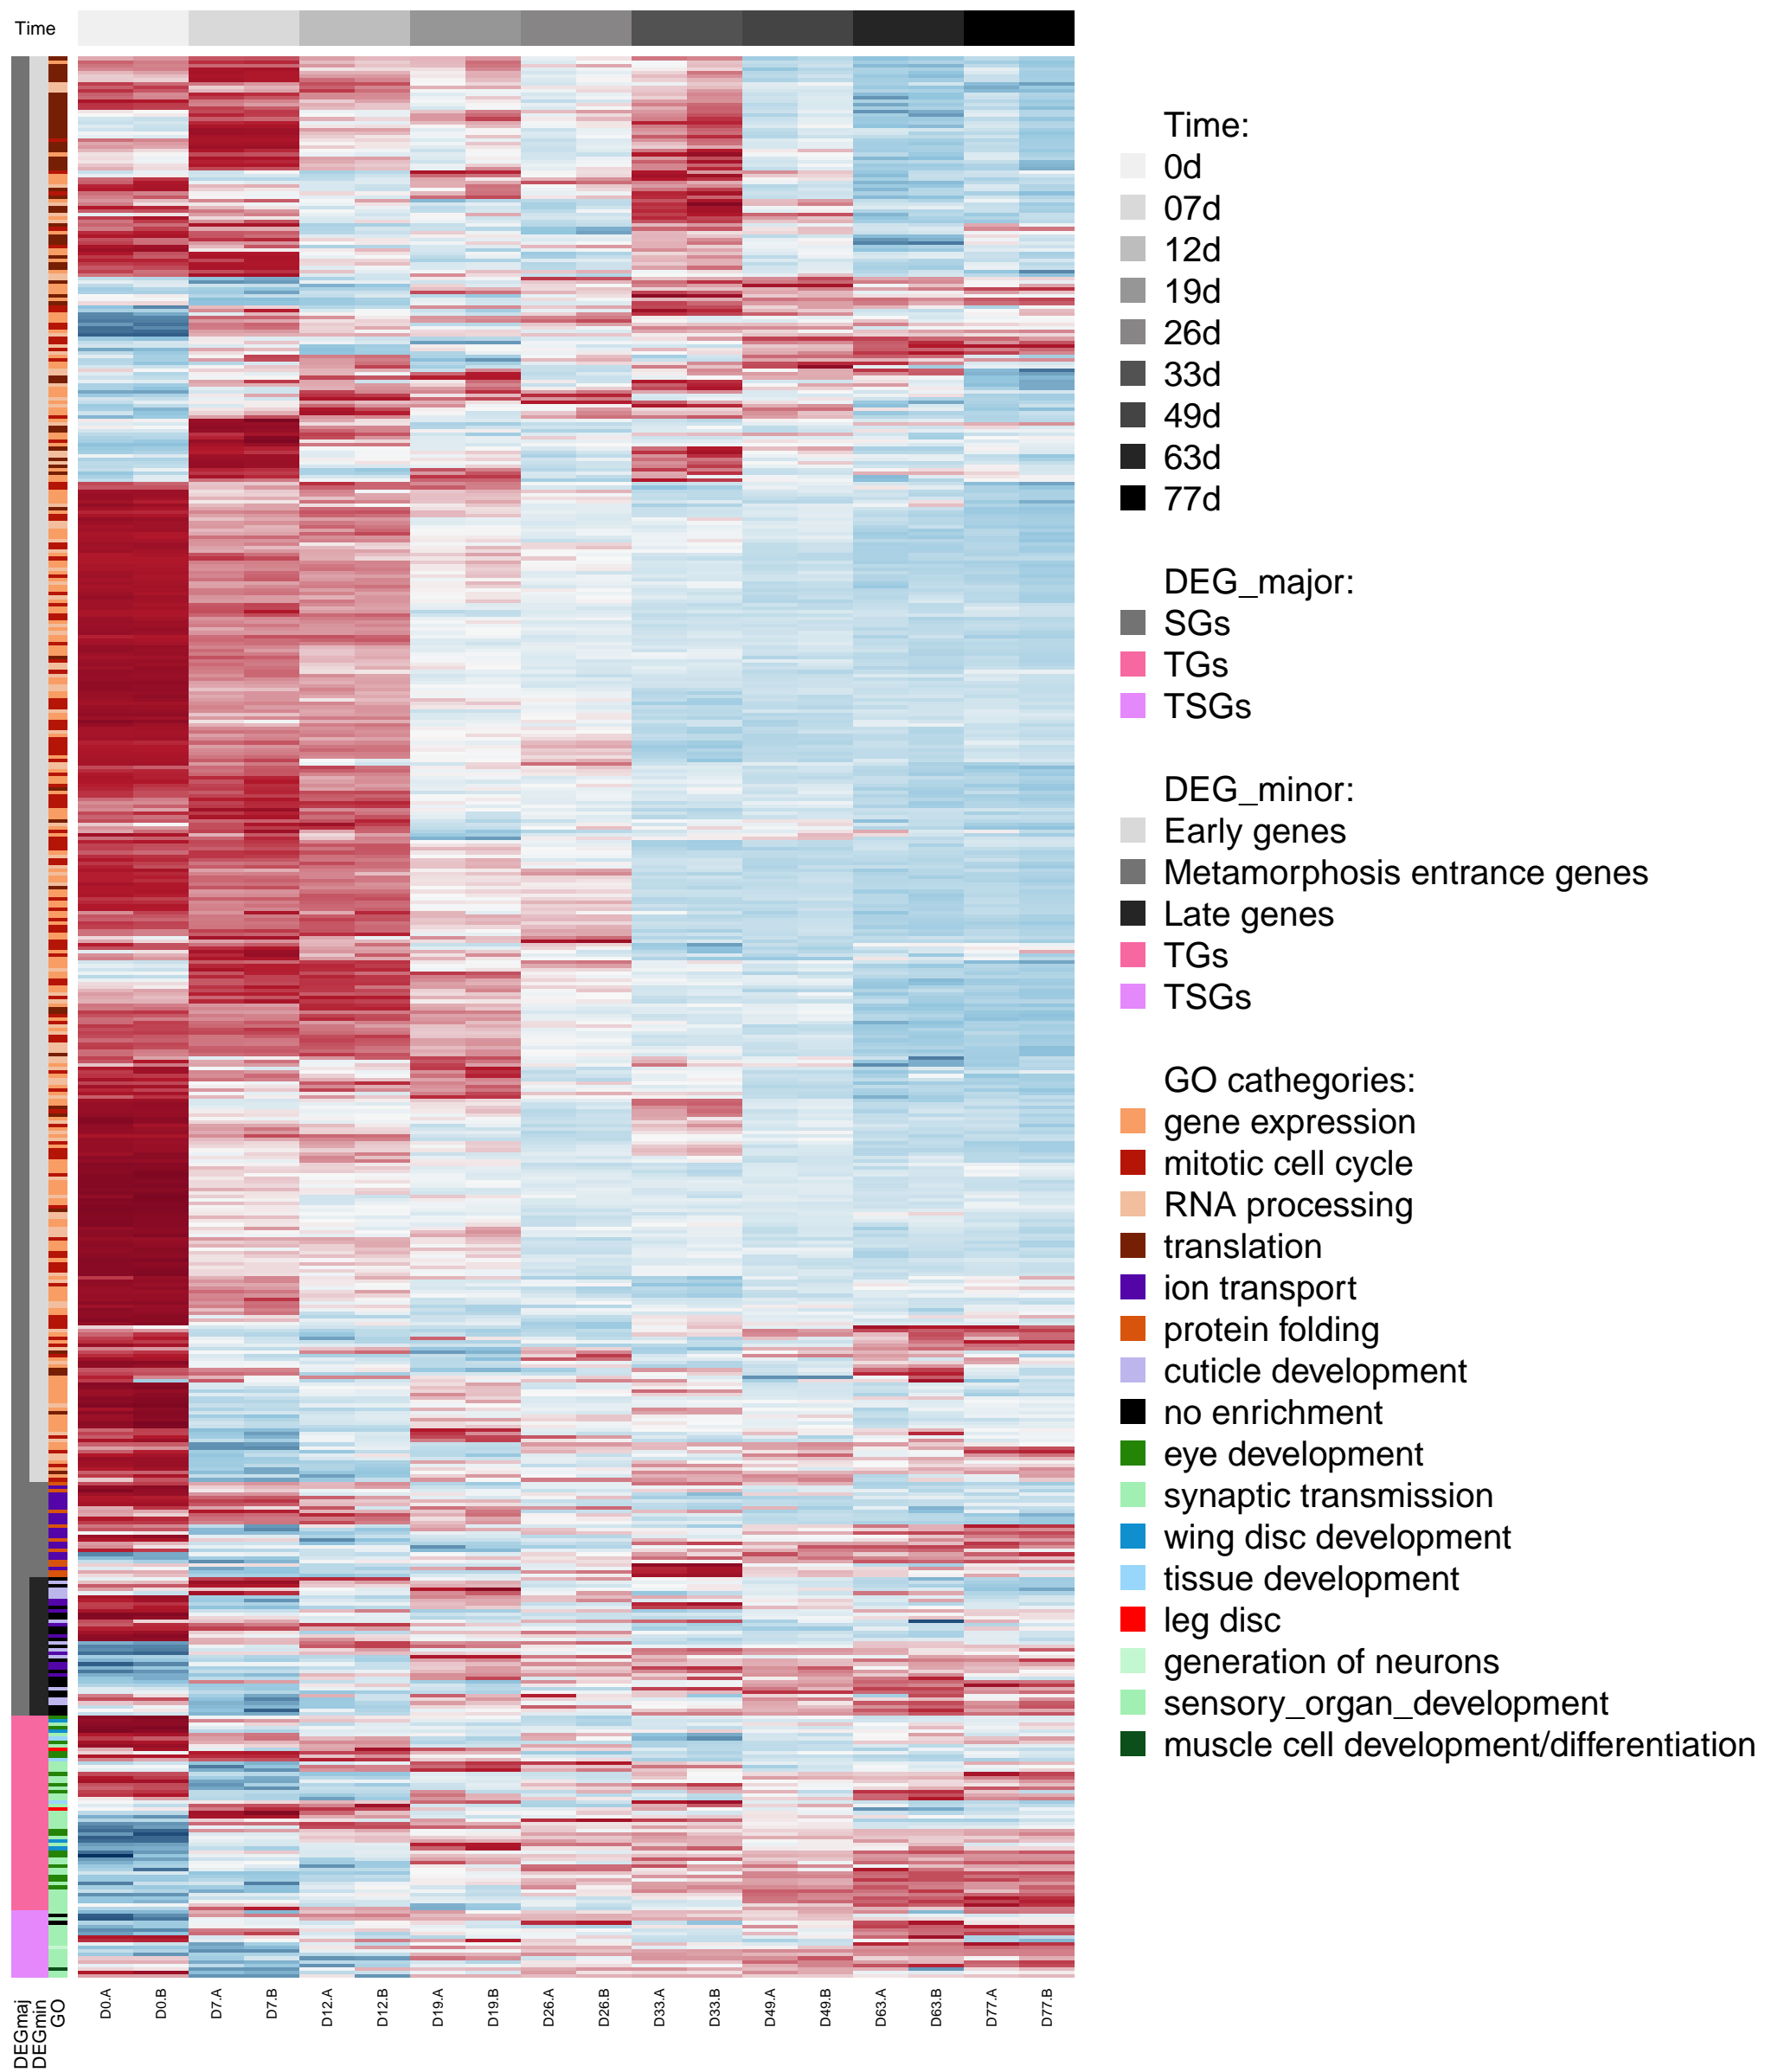 Time
Time:
0d
07d
12d
19d
26d
33d
49d
63d
77d
DEG_major:
SGs
TGs
TSGs
DEG_minor:
Early genes
Metamorphosis entrance genes
Late genes
TGs
TSGs
GO cathegories:
gene expression
mitotic cell cycle
RNA processing
translation
ion transport
protein folding
cuticle development
no enrichment
eye development
synaptic transmission
wing disc development
tissue development
leg disc
generation of neurons
sensory_organ_development
muscle cell development/differentiation
DEGmaj
DEGmin
GO
D0.A
D0.B
D7.A
D7.B
D12.A
D12.B
D19.A
D19.B
D26.A
D26.B
D33.A
D33.B
D49.A
D49.B
D63.A
D63.B
D77.A
D77.B